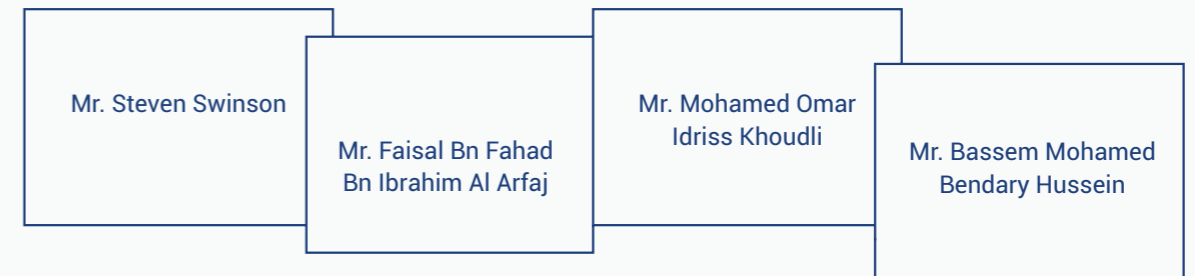 Mr. Steven Swinson
Mr. Faisal Bn Fahad
Bn Ibrahim Al Arfaj
Mr. Mohamed Omar
Idriss Khoudli
Mr. Bassem Mohamed
Bendary Hussein